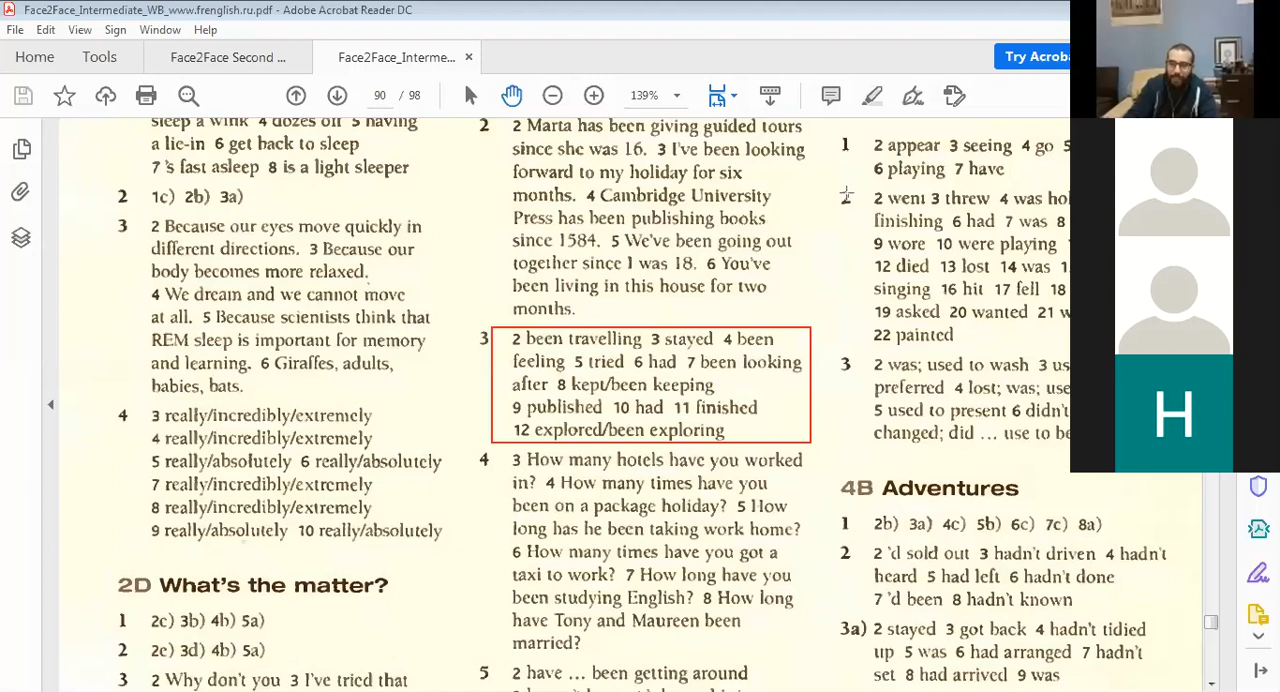 Face2Face_Intermediate_WB_www.frenglish.ru.pdf - Adobe Acrobat Reader DC
File Edit View Sign Window Help
Home Tools Face2Face Second ... Face2Face_Interme... × Try Acroba
90 / 98 139%
sleep a wink 4 dozes off 5 having
a lie-in 6 get back to sleep
7 's fast asleep 8 is a light sleeper
2 1c) 2b) 3a)
3 2 Because our eyes move quickly in
different directions. 3 Because our
body becomes more relaxed.
4 We dream and we cannot move
at all. 5 Because scientists think that
REM sleep is important for memory
and learning. 6 Giraffes, adults,
babies, bats.
4 3 really/incredibly/extremely
4 really/incredibly/extremely
5 really/absolutely 6 really/absolutely
7 really/incredibly/extremely
8 really/incredibly/extremely
9 really/absolutely 10 really/absolutely
2D What's the matter?
1 2c) 3b) 4b) 5a)
2 2e) 3d) 4b) 5a)
3 2 Why don't you 3 I've tried that
2 2 Marta has been giving guided tours
since she was 16. 3 I've been looking
forward to my holiday for six
months. 4 Cambridge University
Press has been publishing books
since 1584. 5 We've been going out
together since I was 18. 6 You've
been living in this house for two
months.
3 2 been travelling 3 stayed 4 been
feeling 5 tried 6 had 7 been looking
after 8 kept/been keeping
9 published 10 had 11 finished
12 explored/been exploring
4 3 How many hotels have you worked
in? 4 How many times have you
been on a package holiday? 5 How
long has he been taking work home?
6 How many times have you got a
taxi to work? 7 How long have you
been studying English? 8 How long
have Tony and Maureen been
married?
5 2 have ... been getting around
1 2 appear 3 seeing 4 go 5
6 playing 7 have
2 2 went 3 threw 4 was hol
finishing 6 had 7 was 8
9 wore 10 were playing
12 died 13 lost 14 was 1
singing 16 hit 17 fell 18
19 asked 20 wanted 21 w
22 painted
3 2 was; used to wash 3 us
preferred 4 lost; was; use
5 used to present 6 didn't
changed; did ... use to be
4B Adventures
1 2b) 3a) 4c) 5b) 6c) 7c) 8a)
2 2 'd sold out 3 hadn't driven 4 hadn't
heard 5 had left 6 hadn't done
7 'd been 8 hadn't known
3a) 2 stayed 3 got back 4 hadn't tidied
up 5 was 6 had arranged 7 hadn't
set 8 had arrived 9 was
H